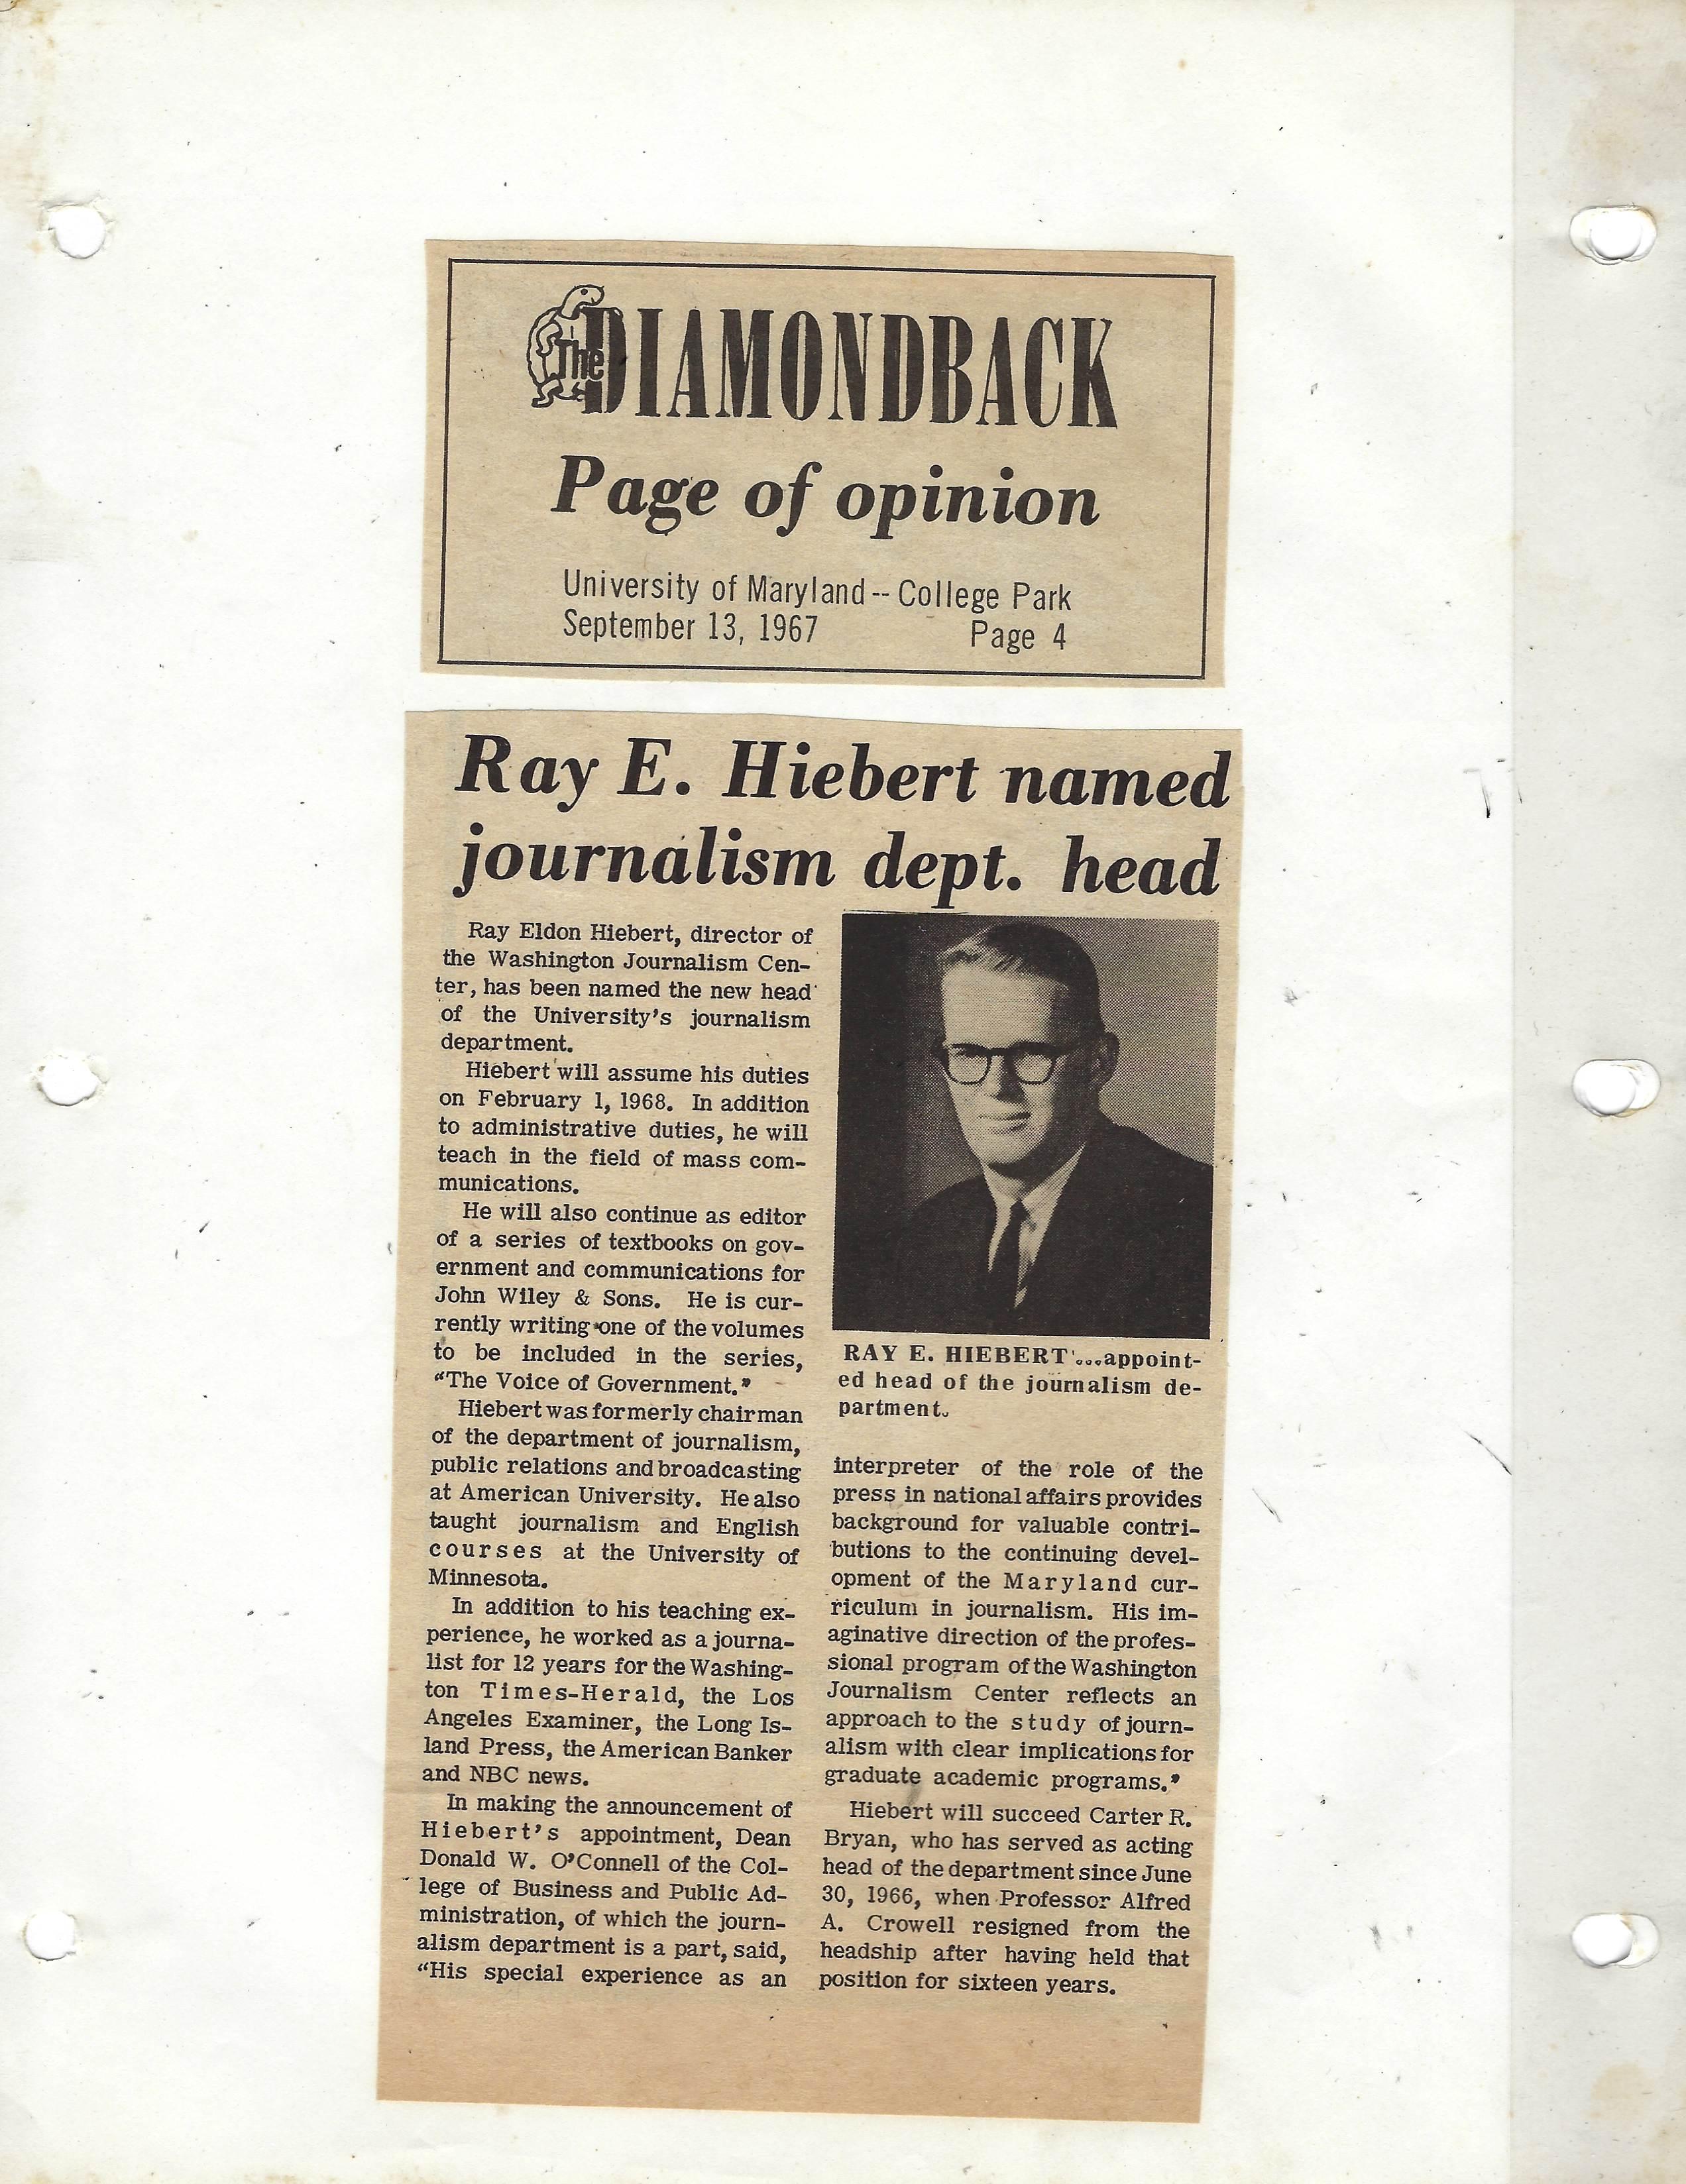 The DIAMONDBACK
Page of opinion
University of Maryland -- College Park
September 13, 1967 Page 4
Ray E. Hiebert named
journalism dept. head
Ray Eldon Hiebert, director of
the Washington Journalism Cen-
ter, has been named the new head
of the University's journalism
department.
Hiebert will assume his duties
on February 1, 1968. In addition
to administrative duties, he will
teach in the field of mass com-
munications.
He will also continue as editor
of a series of textbooks on gov-
ernment and communications for
John Wiley & Sons. He is cur-
rently writing one of the volumes
to be included in the series,
"The Voice of Government."
Hiebert was formerly chairman
of the department of journalism,
public relations and broadcasting
at American University. He also
taught journalism and English
courses at the University of
Minnesota.
In addition to his teaching ex-
perience, he worked as a journa-
list for 12 years for the Washing-
ton Times-Herald, the Los
Angeles Examiner, the Long Is-
land Press, the American Banker
and NBC news.
In making the announcement of
Hiebert's appointment, Dean
Donald W. O'Connell of the Col-
lege of Business and Public Ad-
ministration, of which the journ-
alism department is a part, said,
"His special experience as an
RAY E. HIEBERT ...appoint-
ed head of the journalism de-
partment.
interpreter of the role of the
press in national affairs provides
background for valuable contri-
butions to the continuing devel-
opment of the Maryland cur-
riculum in journalism. His im-
aginative direction of the profes-
sional program of the Washington
Journalism Center reflects an
approach to the study of journ-
alism with clear implications for
graduate academic programs."
Hiebert will succeed Carter R.
Bryan, who has served as acting
head of the department since June
30, 1966, when Professor Alfred
A. Crowell resigned from the
headship after having held that
position for sixteen years.